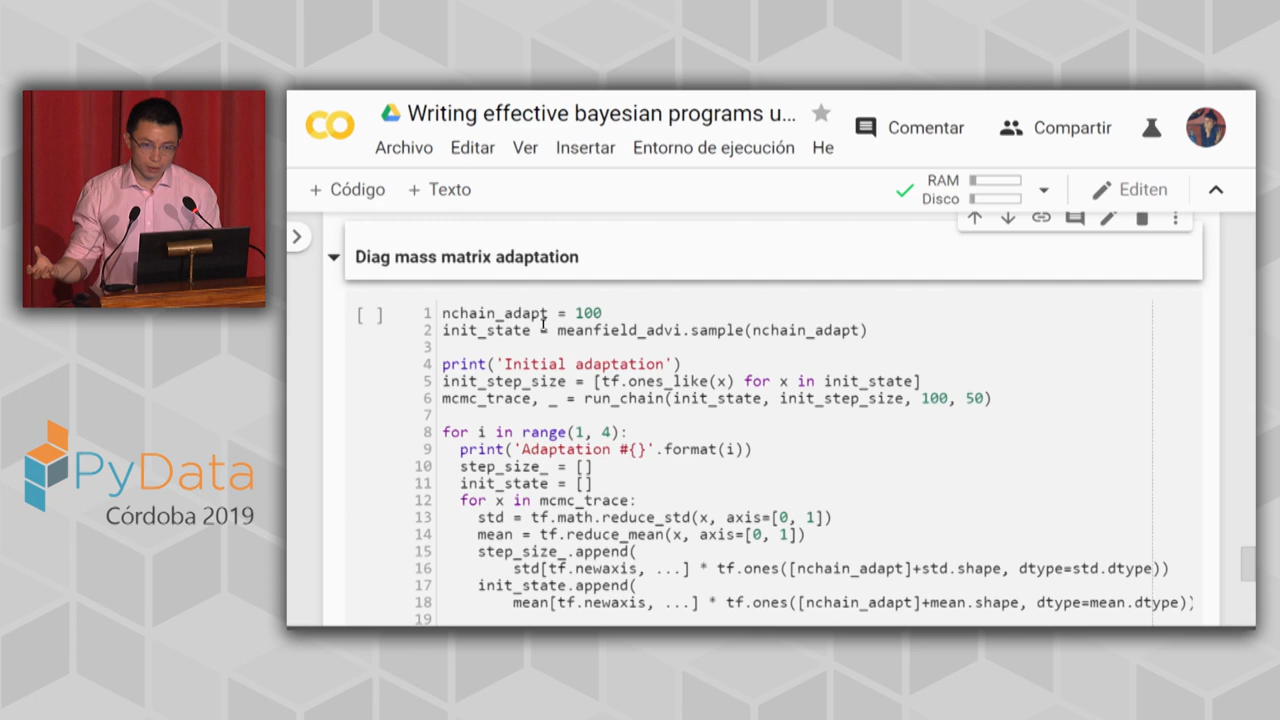 CO
Writing effective bayesian programs u...
Comentar
Compartir
Archivo Editar Ver Insertar Entorno de ejecución He
+ Código + Texto
RAM
Disco
Editen
Diag mass matrix adaptation
[ ]
1 nchain_adapt = 100
2 init_state = meanfield_advi.sample(nchain_adapt)
3
4 print('Initial adaptation')
5 init_step_size = [tf.ones_like(x) for x in init_state]
6 mcmc_trace, _ = run_chain(init_state, init_step_size, 100, 50)
7
8 for i in range(1, 4):
9 print('Adaptation #{}'.format(i))
10 step_size_ = []
11 init_state = []
12 for x in mcmc_trace:
13 std = tf.math.reduce_std(x, axis=[0, 1])
14 mean = tf.reduce_mean(x, axis=[0, 1])
15 step_size_.append(
16 std[tf.newaxis, ...] * tf.ones([nchain_adapt]+std.shape, dtype=std.dtype))
17 init_state.append(
18 mean[tf.newaxis, ...] * tf.ones([nchain_adapt]+mean.shape, dtype=mean.dtype))
19
PyData
Córdoba 2019